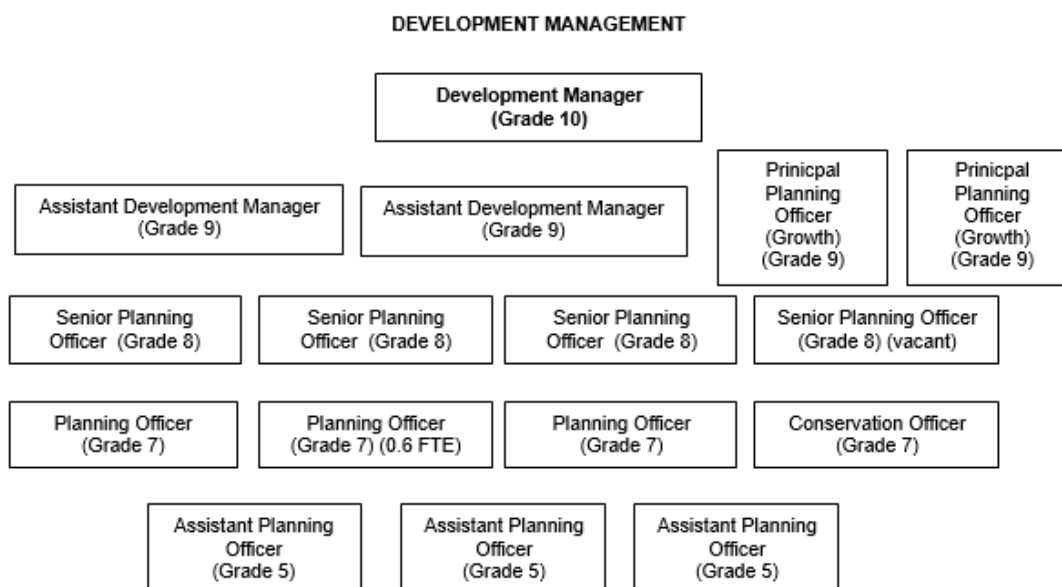 DEVELOPMENT MANAGEMENT
Development Manager
(Grade 10)
Assistant Development Manager
(Grade 9)
Assistant Development Manager
(Grade 9)
Prinicpal
Planning
Officer
(Growth)
(Grade 9)
Prinicpal
Planning
Officer
(Growth)
(Grade 9)
Senior Planning
Officer (Grade 8)
Senior Planning
Officer (Grade 8)
Senior Planning
Officer (Grade 8)
Senior Planning Officer
(Grade 8) (vacant)
Planning Officer
(Grade 7)
Planning Officer
(Grade 7) (0.6 FTE)
Planning Officer
(Grade 7)
Conservation Officer
(Grade 7)
Assistant Planning
Officer
(Grade 5)
Assistant Planning
Officer
(Grade 5)
Assistant Planning
Officer
(Grade 5)